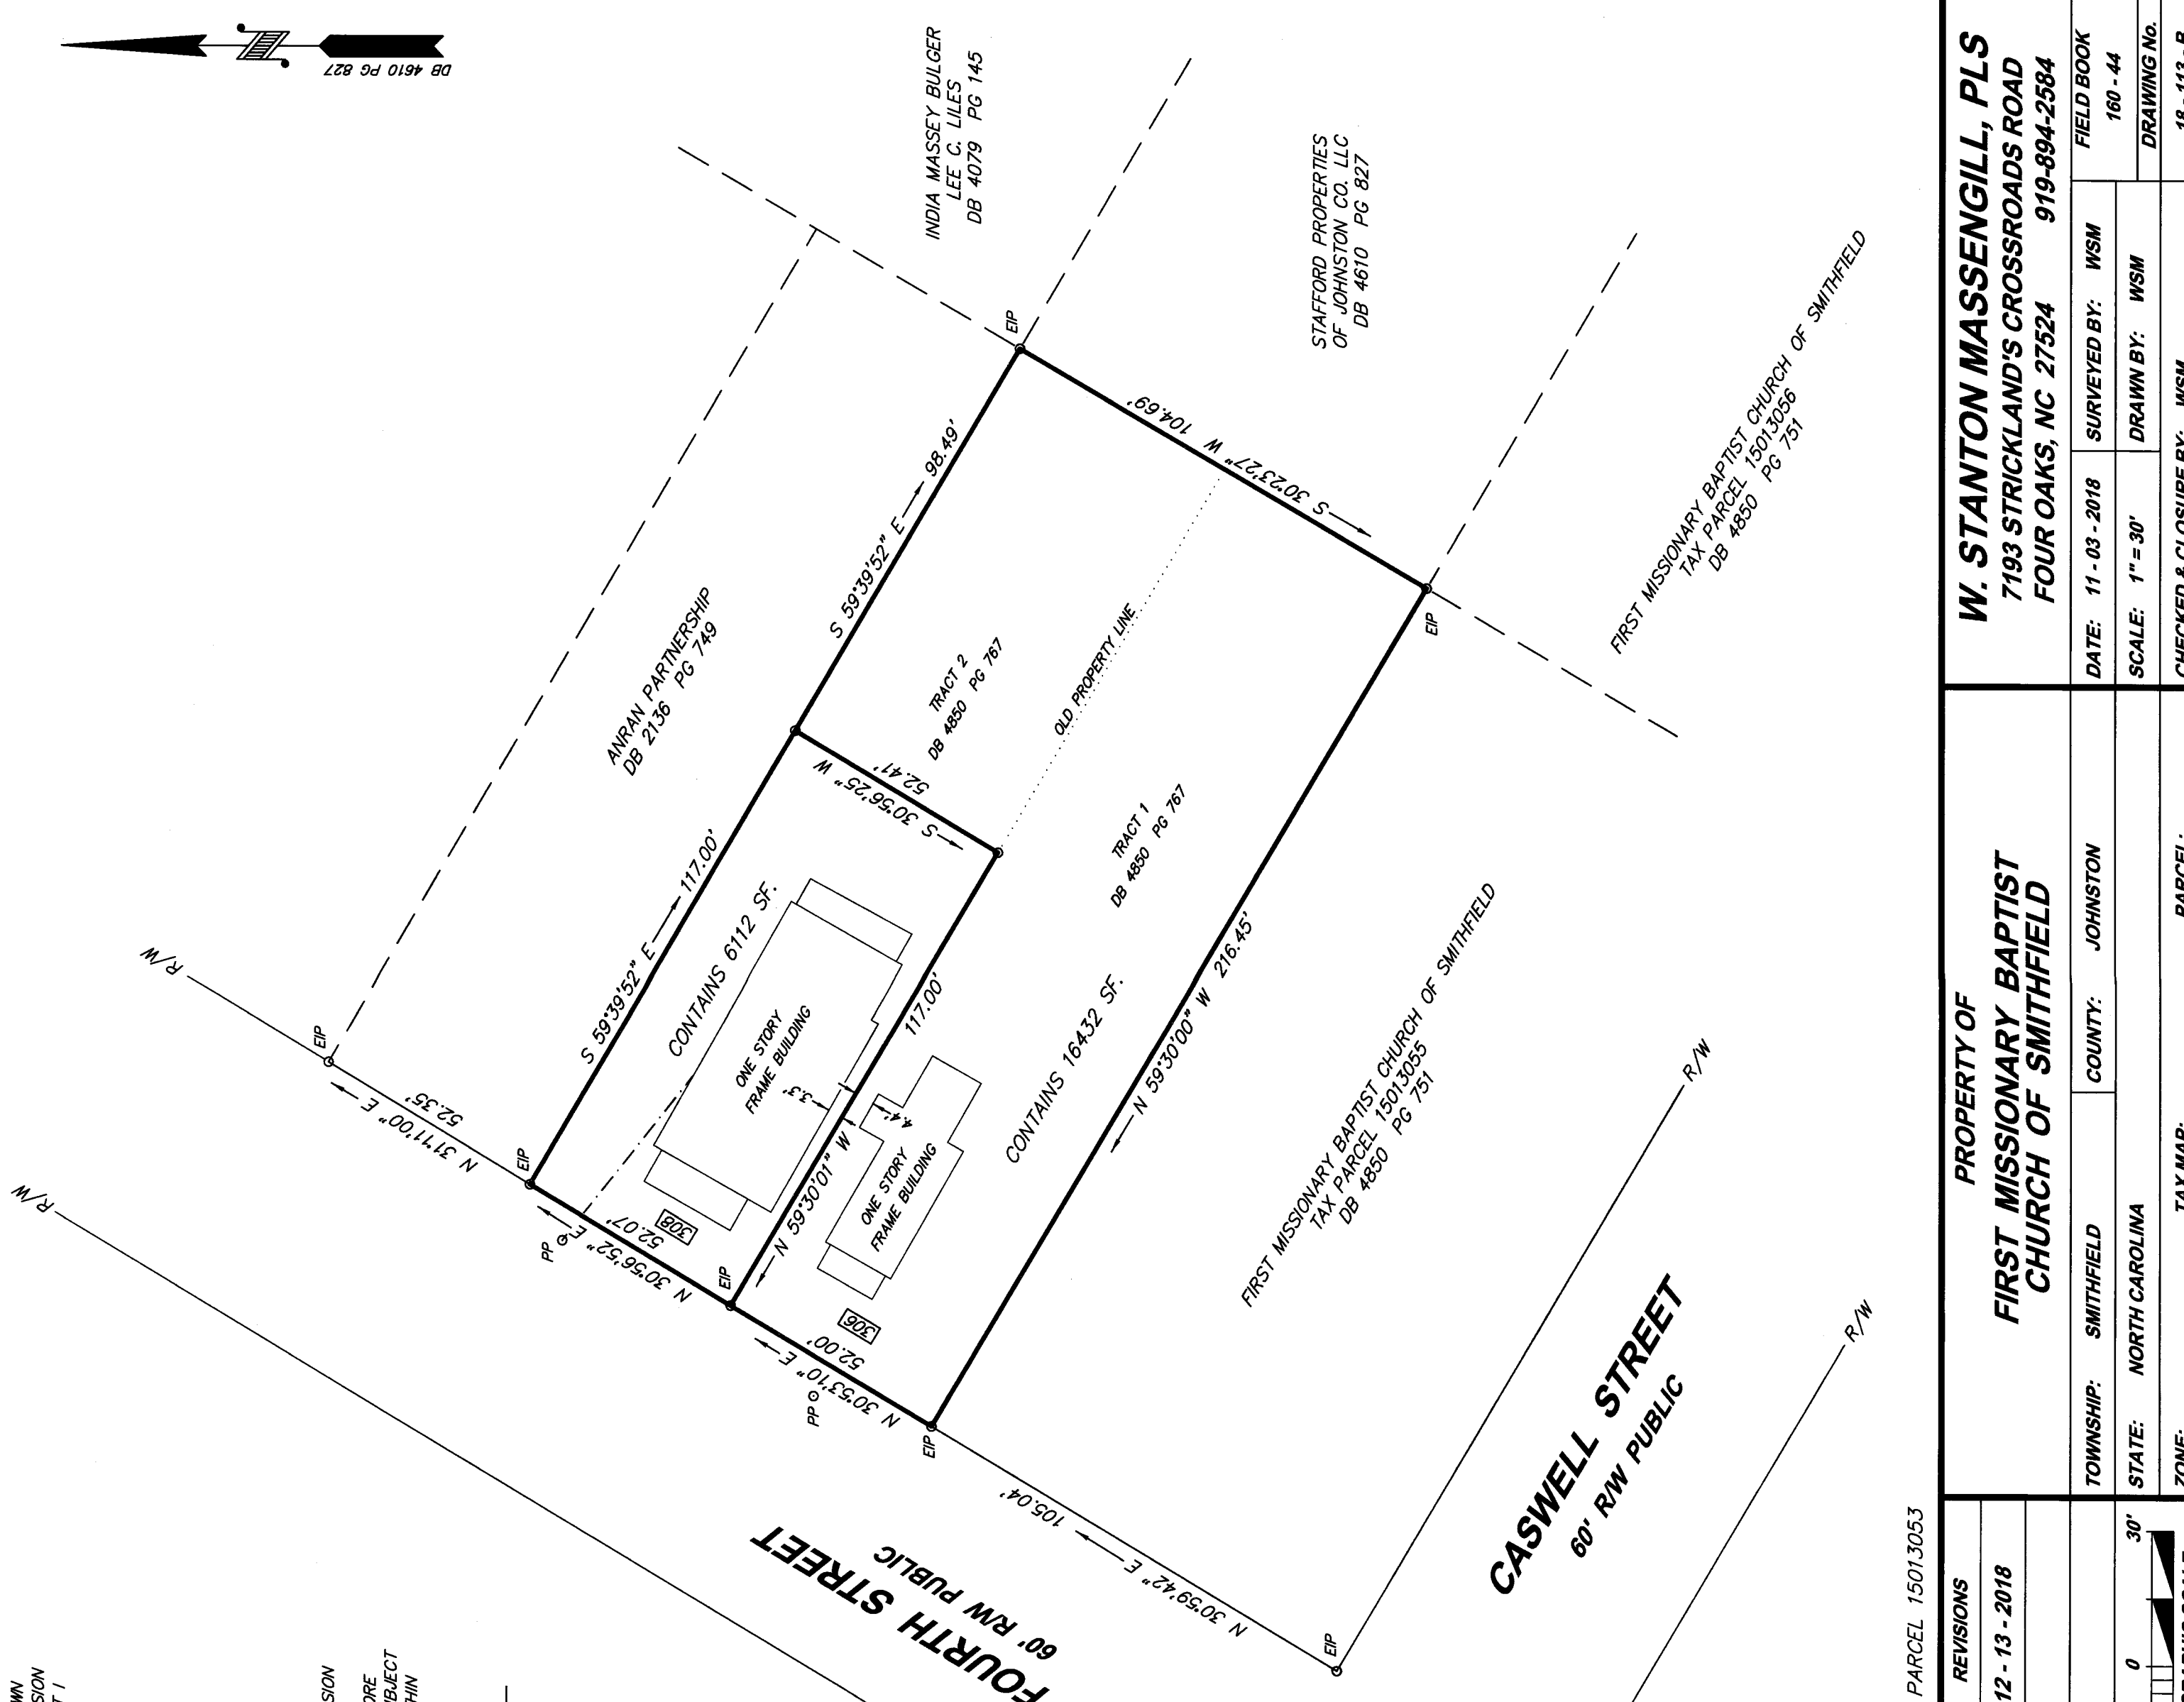 DB 4610 PG 827
INDIA MASSEY BULGER
LEE C. LILES
DB 4079 PG 145
STAFFORD PROPERTIES
OF JOHNSTON CO. LLC
DB 4610 PG 827
FIRST MISSIONARY BAPTIST CHURCH OF SMITHFIELD
TAX PARCEL 15013056
DB 4850 PG 751
ANRAN PARTNERSHIP
DB 2136 PG 749
EIP
S 59°39'52" E 98.49'
S 30°23'27" W 104.69'
EIP
TRACT 2
DB 4850 PG 767
OLD PROPERTY LINE
S 30°56'25" W
52.41'
TRACT 1
DB 4850 PG 767
S 59°39'52" E 117.00'
CONTAINS 6112 SF.
ONE STORY
FRAME BUILDING
3.3'
N 59°30'01" W 117.00'
4.4'
ONE STORY
FRAME BUILDING
CONTAINS 16432 SF.
N 59°30'00" W 216.45'
FIRST MISSIONARY BAPTIST CHURCH OF SMITHFIELD
TAX PARCEL 15013055
DB 4850 PG 751
R/W
EIP
N 31°11'00" E
52.35'
EIP
R/W
PP
N 30°56'52" E
52.07'
308
EIP
306
N 30°53'10" E
52.00'
PP
EIP
N 30°59'42" E 105.04'
EIP
FOURTH STREET
60' R/W PUBLIC
CASWELL STREET
60' R/W PUBLIC
R/W
R/W
PARCEL 15013053
W. STANTON MASSENGILL, PLS
7193 STRICKLAND'S CROSSROADS ROAD
FOUR OAKS, NC 27524 919-894-2584
DATE: 11 - 03 - 2018
SURVEYED BY: WSM
FIELD BOOK
160 - 44
SCALE: 1" = 30'
DRAWN BY: WSM
DRAWING No.
18 - 113 - B
CHECKED & CLOSURE BY: WSM
PROPERTY OF
FIRST MISSIONARY BAPTIST
CHURCH OF SMITHFIELD
TOWNSHIP: SMITHFIELD
COUNTY: JOHNSTON
STATE: NORTH CAROLINA
ZONE:
TAX MAP:
PARCEL:
REVISIONS
12 - 13 - 2018
0 30'